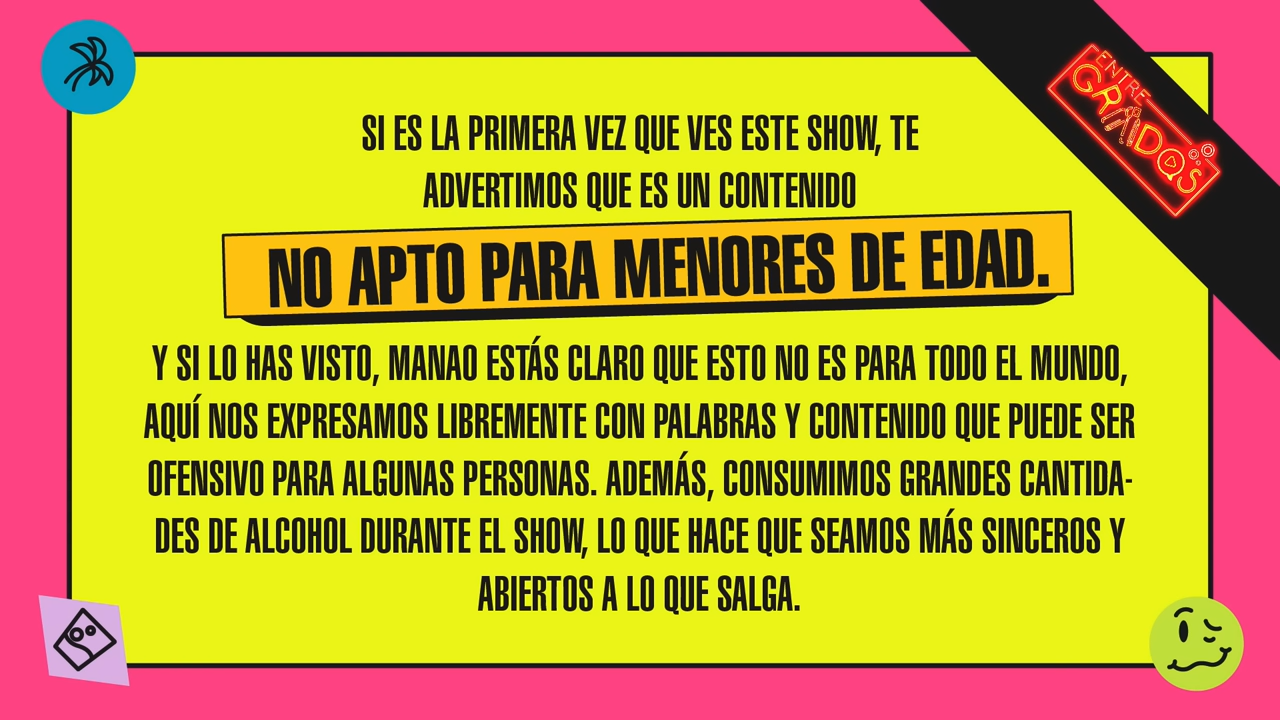 ENTRE
GRADOS
SI ES LA PRIMERA VEZ QUE VES ESTE SHOW, TE
ADVERTIMOS QUE ES UN CONTENIDO
NO APTO PARA MENORES DE EDAD.
Y SI LO HAS VISTO, MANAO ESTÁS CLARO QUE ESTO NO ES PARA TODO EL MUNDO,
AQUÍ NOS EXPRESAMOS LIBREMENTE CON PALABRAS Y CONTENIDO QUE PUEDE SER
OFENSIVO PARA ALGUNAS PERSONAS. ADEMÁS, CONSUMIMOS GRANDES CANTIDA-
DES DE ALCOHOL DURANTE EL SHOW, LO QUE HACE QUE SEAMOS MÁS SINCEROS Y
ABIERTOS A LO QUE SALGA.